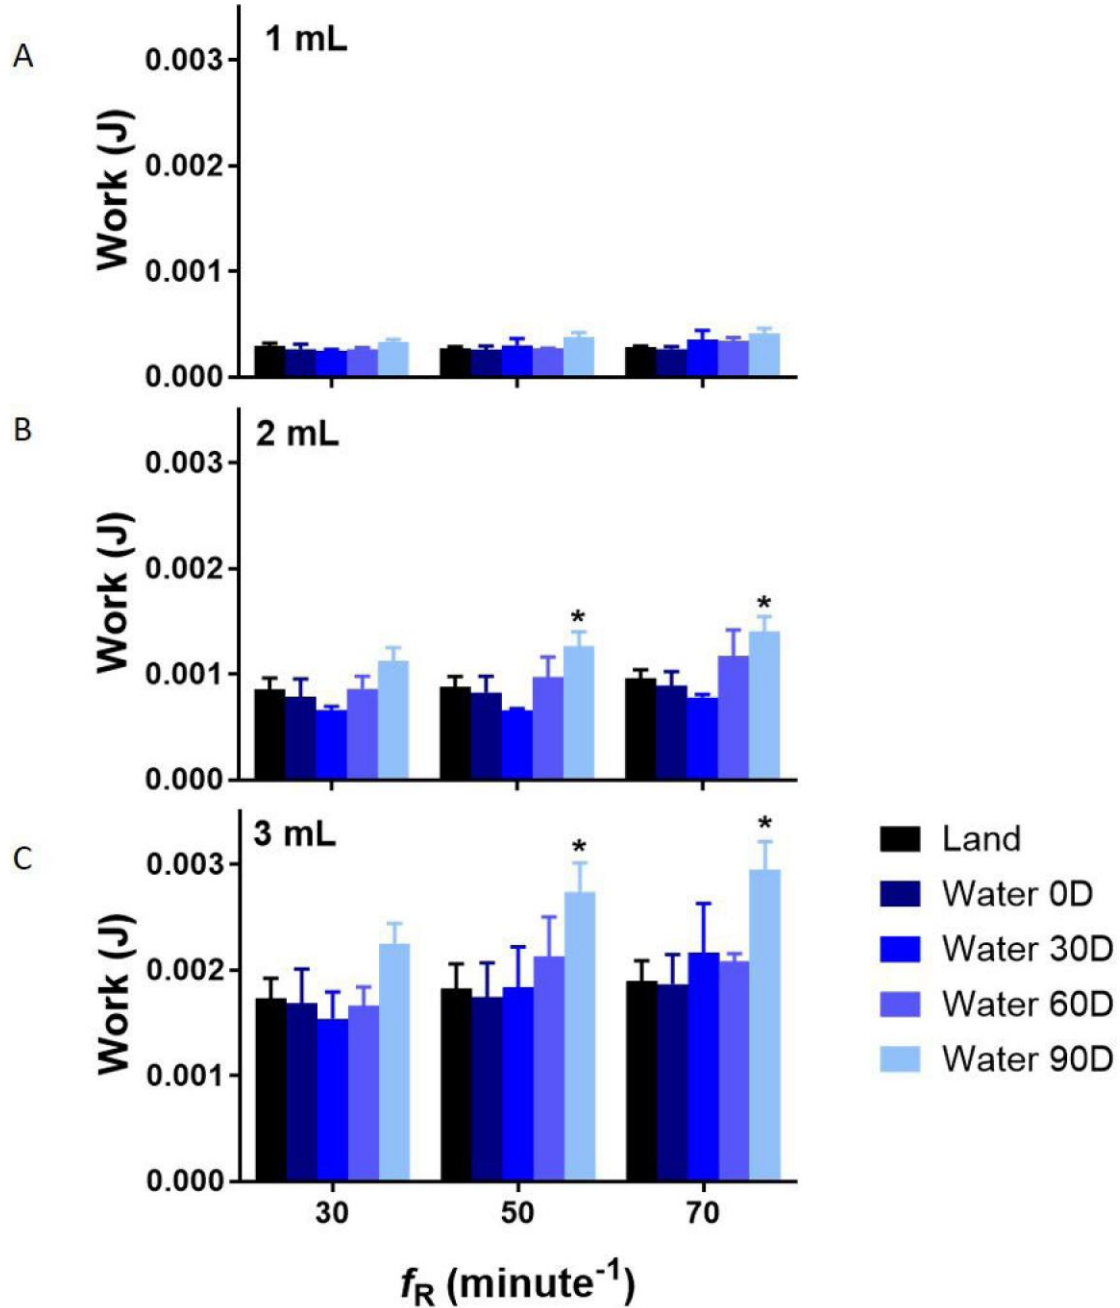 A
1 mL
Work (J)
0.003
0.002
0.001
0.000
B
2 mL
Work (J)
0.003
0.002
0.001
0.000
*
*
C
3 mL
Work (J)
0.003
0.002
0.001
0.000
*
*
30
50
70
fR (minute⁻¹)
Land
Water 0D
Water 30D
Water 60D
Water 90D